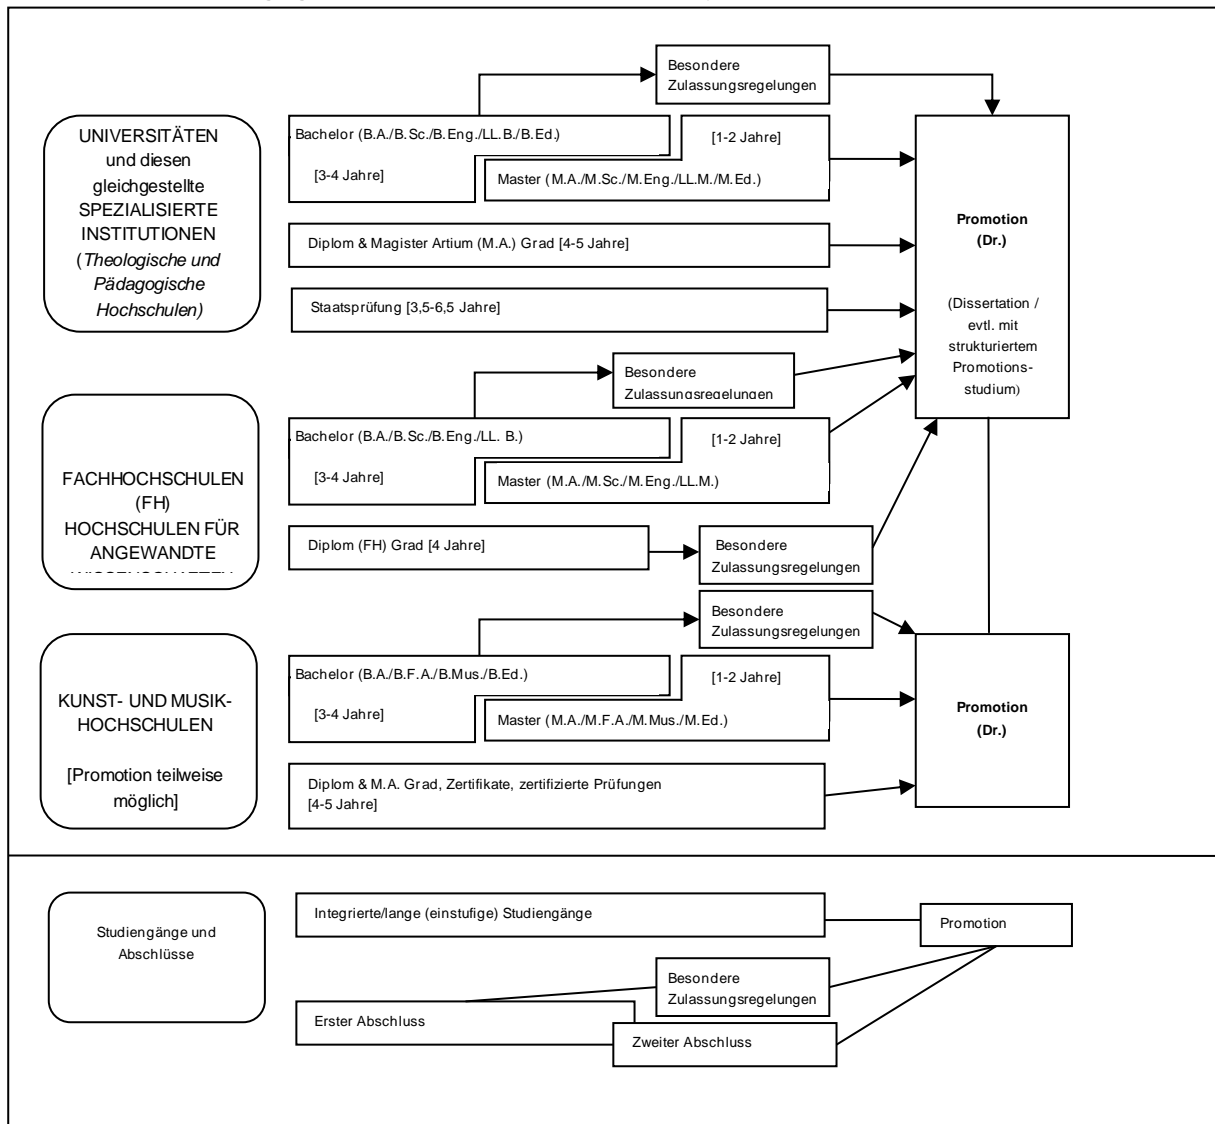 Besondere
Zulassungsregelungen
UNIVERSITÄTEN
und diesen
gleichgestellte
SPEZIALISIERTE
INSTITUTIONEN
(Theologische und
Pädagogische
Hochschulen)
Bachelor (B.A./B.Sc./B.Eng./LL.B./B.Ed.)
[3-4 Jahre]
[1-2 Jahre]
Master (M.A./M.Sc./M.Eng./LL.M./M.Ed.)
Diplom & Magister Artium (M.A.) Grad [4-5 Jahre]
Staatsprüfung [3,5-6,5 Jahre]
Promotion
(Dr.)
(Dissertation /
evtl. mit
strukturiertem
Promotions-
studium)
Besondere
Zulassungsregelungen
FACHHOCHSCHULEN
(FH)
HOCHSCHULEN FÜR
ANGEWANDTE
Bachelor (B.A./B.Sc./B.Eng./LL. B.)
[3-4 Jahre]
[1-2 Jahre]
Master (M.A./M.Sc./M.Eng./LL.M.)
Diplom (FH) Grad [4 Jahre]
Besondere
Zulassungsregelungen
Besondere
Zulassungsregelungen
KUNST- UND MUSIK-
HOCHSCHULEN
[Promotion teilweise
möglich]
Bachelor (B.A./B.F.A./B.Mus./B.Ed.)
[3-4 Jahre]
[1-2 Jahre]
Master (M.A./M.F.A./M.Mus./M.Ed.)
Diplom & M.A. Grad, Zertifikate, zertifizierte Prüfungen
[4-5 Jahre]
Promotion
(Dr.)
Studiengänge und
Abschlüsse
Integrierte/lange (einstufige) Studiengänge
Promotion
Besondere
Zulassungsregelungen
Erster Abschluss
Zweiter Abschluss